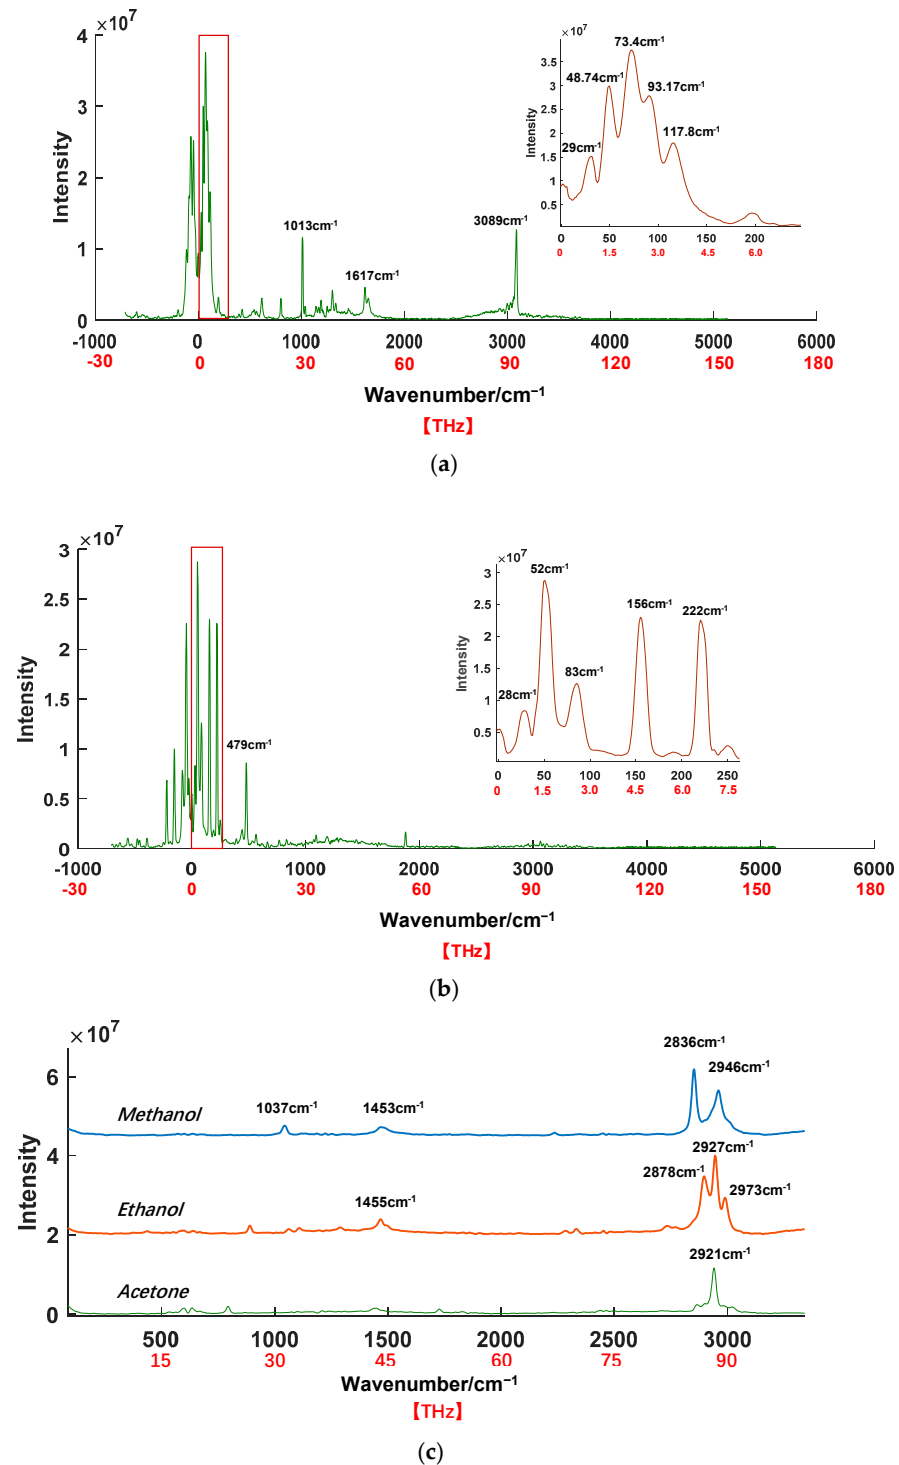 ×10⁷
5
4
3
2
1
0
Intensity
1013cm⁻¹
1617cm⁻¹
3089cm⁻¹
-1000 0 1000 2000 3000 4000 5000 6000
-30 0 30 60 90 120 150 180
Wavenumber/cm⁻¹
【THz】
×10⁷
3.5
3
2.5
2
1.5
1
0.5
Intensity
29cm⁻¹
48.74cm⁻¹
73.4cm⁻¹
93.17cm⁻¹
117.8cm⁻¹
0 50 100 150 200
0 1.5 3.0 4.5 6.0
(a)
×10⁷
3
2.5
2
1.5
1
0.5
0
Intensity
479cm⁻¹
-1000 0 1000 2000 3000 4000 5000 6000
-30 0 30 60 90 120 150 180
Wavenumber/cm⁻¹
【THz】
×10⁷
3
2.5
2
1.5
1
0.5
Intensity
28cm⁻¹
52cm⁻¹
83cm⁻¹
156cm⁻¹
222cm⁻¹
0 50 100 150 200 250
0 1.5 3.0 4.5 6.0 7.5
(b)
×10⁷
6
4
2
0
Intensity
Methanol
1037cm⁻¹
1453cm⁻¹
2836cm⁻¹
2946cm⁻¹
Ethanol
1455cm⁻¹
2878cm⁻¹
2927cm⁻¹
2973cm⁻¹
Acetone
2921cm⁻¹
500 1000 1500 2000 2500 3000
15 30 45 60 75 90
Wavenumber/cm⁻¹
【THz】
(c)